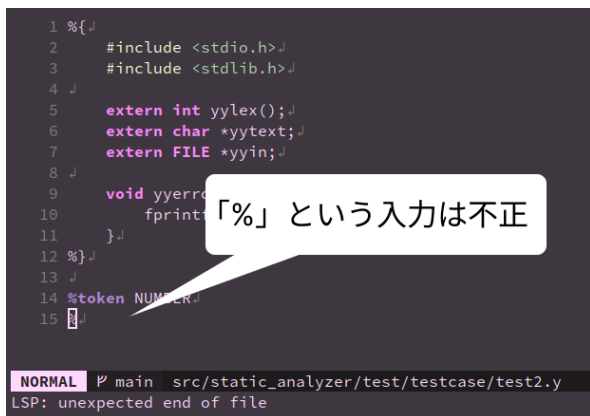 1 %{↲
2 #include <stdio.h>↲
3 #include <stdlib.h>↲
4 ↲
5 extern int yylex();↲
6 extern char *yytext;↲
7 extern FILE *yyin;↲
8 ↲
9 void yyerro
10 fprint
11 }↲
12 %}↲
13 ↲
14 %token NUMBER↲
15 %↲
「%」という入力は不正
NORMAL main src/static_analyzer/test/testcase/test2.y
LSP: unexpected end of file